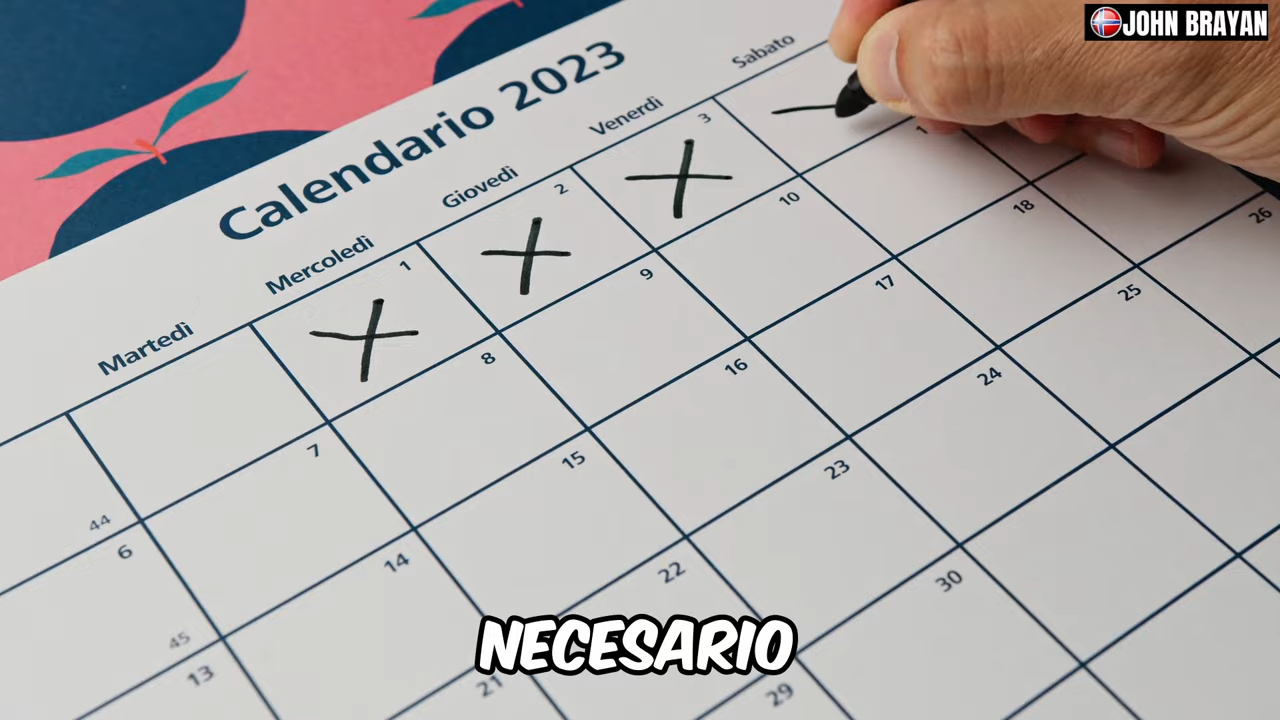 JOHN BRAYAN
Calendario 2023
Martedì Mercoledì Giovedì Venerdì Sabato
1 2 3
44
6 7 8 9 10 1
45
13 14 15 16 17 18
21 22 23 24 25 26
29 30
NECESARIO